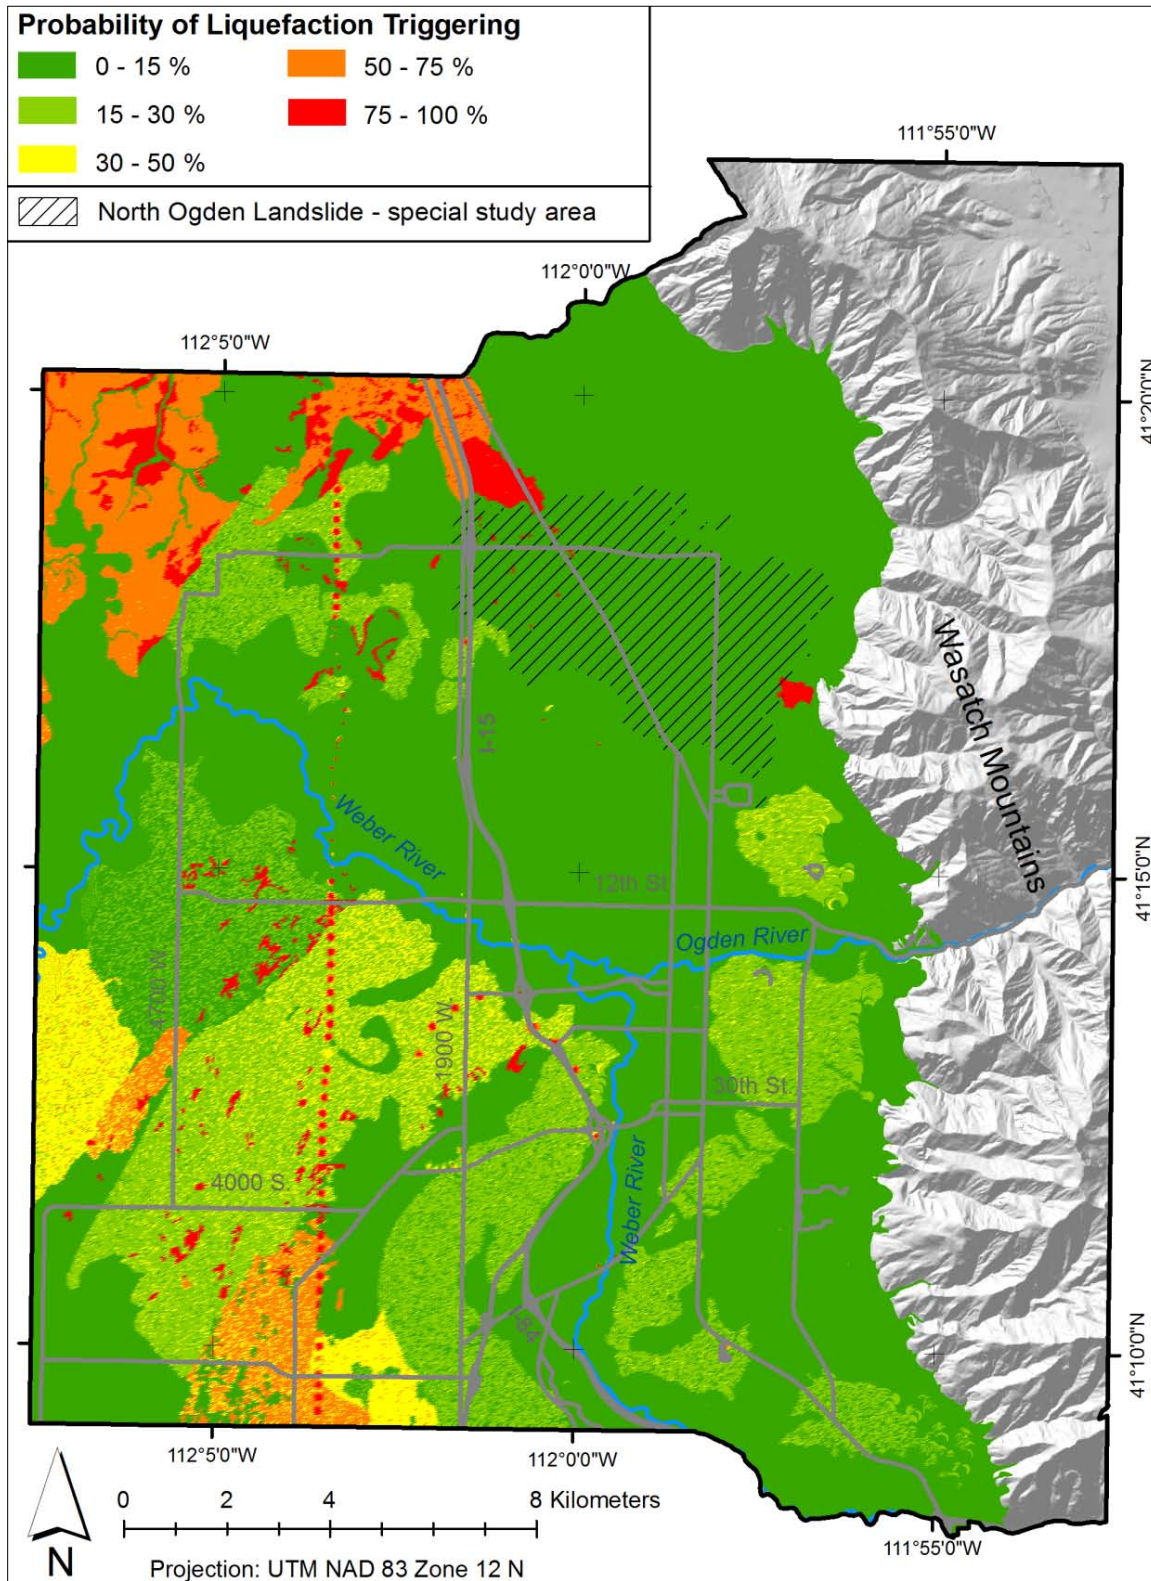 Probability of Liquefaction Triggering
0 - 15 %
50 - 75 %
15 - 30 %
75 - 100 %
30 - 50 %
North Ogden Landslide - special study area
111°55'0"W
112°0'0"W
112°5'0"W
41°20'0"N
Wasatch Mountains
I-15
Weber River
12th St
41°15'0"N
Ogden River
4700 W
1900 W
30th St
4000 S
Weber River
I-84
41°10'0"N
112°5'0"W
112°0'0"W
111°55'0"W
0 2 4 8 Kilometers
N
Projection: UTM NAD 83 Zone 12 N